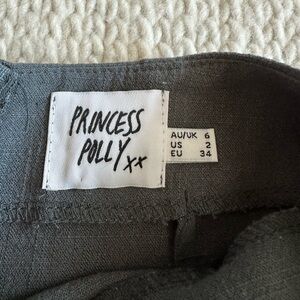 PRINCESS
POLLY xx
AU/UK 6
US 2
EU 34